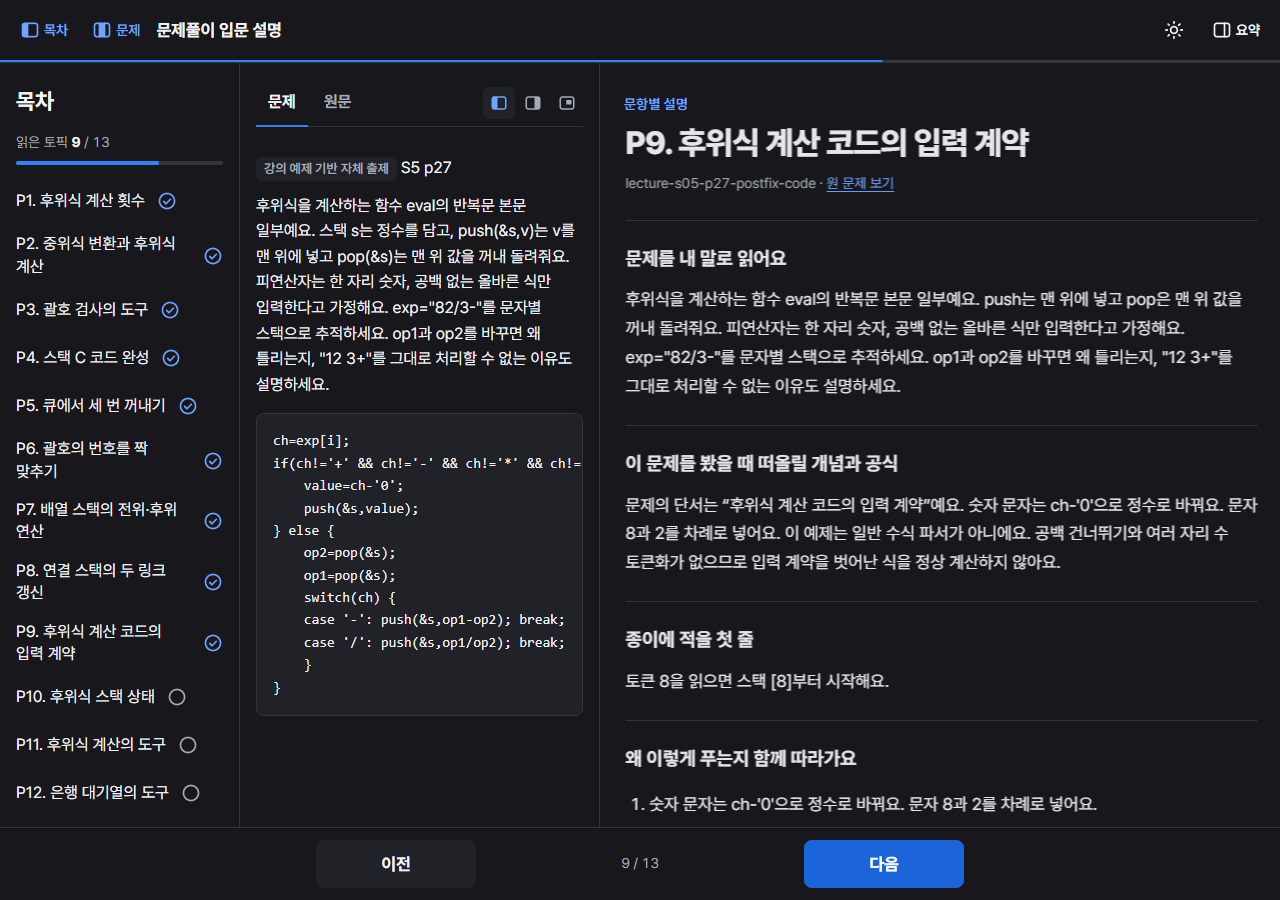 목차
문제
문제풀이 입문 설명
요약
목차
읽은 토픽 9 / 13
P1. 후위식 계산 횟수
P2. 중위식 변환과 후위식
계산
P3. 괄호 검사의 도구
P4. 스택 C 코드 완성
P5. 큐에서 세 번 꺼내기
P6. 괄호의 번호를 짝
맞추기
P7. 배열 스택의 전위·후위
연산
P8. 연결 스택의 두 링크
갱신
P9. 후위식 계산 코드의
입력 계약
P10. 후위식 스택 상태
P11. 후위식 계산의 도구
P12. 은행 대기열의 도구
문제
원문
강의 예제 기반 자체 출제 S5 p27
후위식을 계산하는 함수 eval의 반복문 본문
일부예요. 스택 s는 정수를 담고, push(&s,v)는 v를
맨 위에 넣고 pop(&s)는 맨 위 값을 꺼내 돌려줘요.
피연산자는 한 자리 숫자, 공백 없는 올바른 식만
입력한다고 가정해요. exp="82/3-"를 문자별
스택으로 추적하세요. op1과 op2를 바꾸면 왜
틀리는지, "12 3+"를 그대로 처리할 수 없는 이유도
설명하세요.
ch=exp[i];
if(ch!='+' && ch!='-' && ch!='*' && ch!=
    value=ch-'0';
    push(&s,value);
} else {
    op2=pop(&s);
    op1=pop(&s);
    switch(ch) {
    case '-': push(&s,op1-op2); break;
    case '/': push(&s,op1/op2); break;
    }
}
문항별 설명
P9. 후위식 계산 코드의 입력 계약
lecture-s05-p27-postfix-code · 원 문제 보기
문제를 내 말로 읽어요
후위식을 계산하는 함수 eval의 반복문 본문 일부예요. push는 맨 위에 넣고 pop은 맨 위 값을
꺼내 돌려줘요. 피연산자는 한 자리 숫자, 공백 없는 올바른 식만 입력한다고 가정해요.
exp="82/3-"를 문자별 스택으로 추적하세요. op1과 op2를 바꾸면 왜 틀리는지, "12 3+"를
그대로 처리할 수 없는 이유도 설명하세요.
이 문제를 봤을 때 떠올릴 개념과 공식
문제의 단서는 “후위식 계산 코드의 입력 계약”예요. 숫자 문자는 ch-'0'으로 정수로 바꿔요. 문자
8과 2를 차례로 넣어요. 이 예제는 일반 수식 파서가 아니에요. 공백 건너뛰기와 여러 자리 수
토큰화가 없으므로 입력 계약을 벗어난 식을 정상 계산하지 않아요.
종이에 적을 첫 줄
토큰 8을 읽으면 스택 [8]부터 시작해요.
왜 이렇게 푸는지 함께 따라가요
1. 숫자 문자는 ch-'0'으로 정수로 바꿔요. 문자 8과 2를 차례로 넣어요.
이전
9 / 13
다음